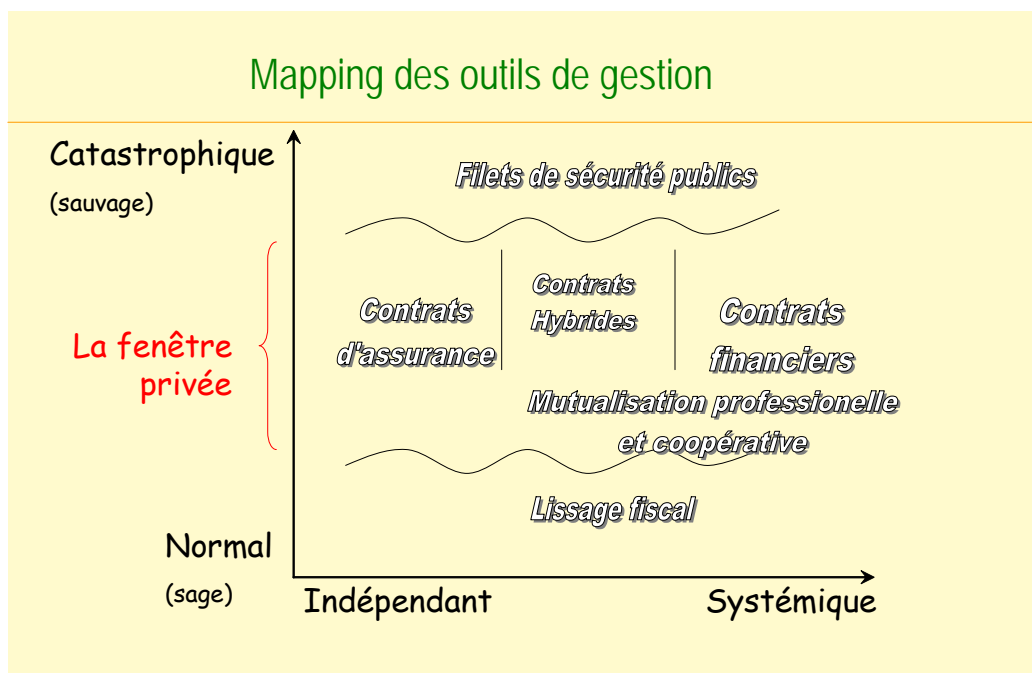 Mapping des outils de gestion
Catastrophique
(sauvage)
Filets de sécurité publics
Contrats
d'assurance
Contrats
Hybrides
Contrats
financiers
La fenêtre
privée
Mutualisation professionelle
et coopérative
Lissage fiscal
Normal
(sage)
Indépendant
Systémique